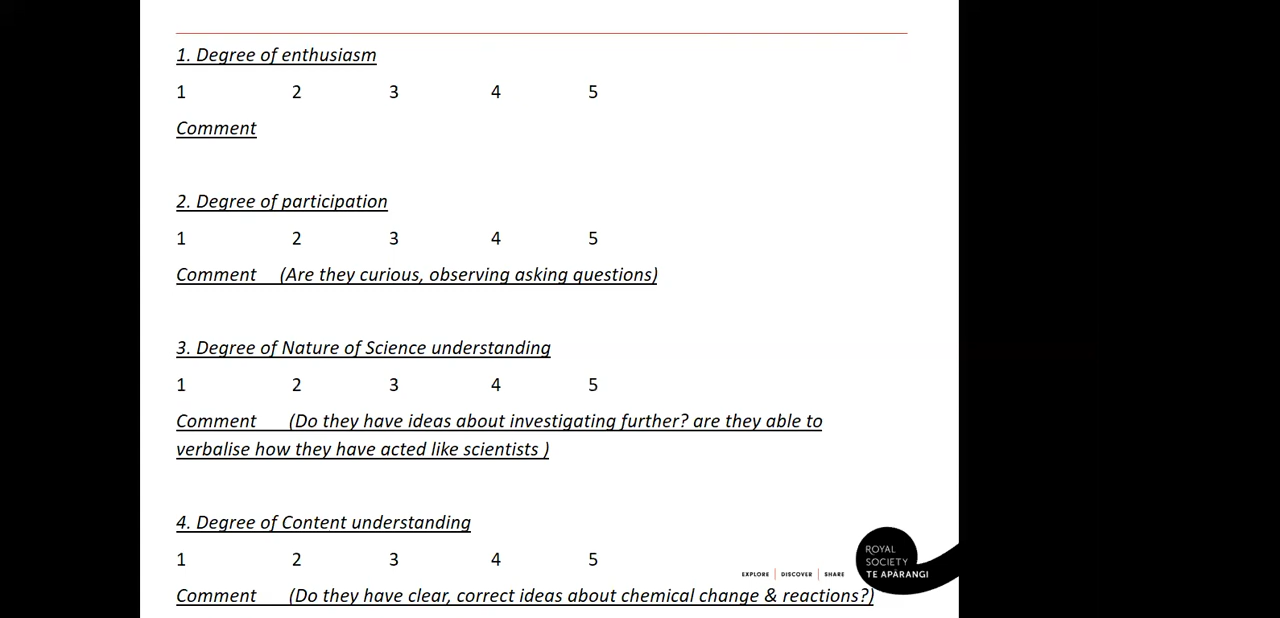 1. Degree of enthusiasm
1 2 3 4 5
Comment
2. Degree of participation
1 2 3 4 5
Comment (Are they curious, observing asking questions)
3. Degree of Nature of Science understanding
1 2 3 4 5
Comment (Do they have ideas about investigating further? are they able to
verbalise how they have acted like scientists )
4. Degree of Content understanding
1 2 3 4 5
Comment (Do they have clear, correct ideas about chemical change & reactions?)
EXPLORE DISCOVER SHARE
ROYAL
SOCIETY
TE APĀRANGI